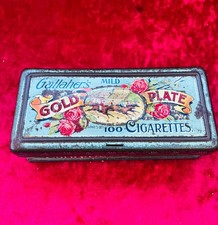 Gallaher's MILD
GOLD PLATE
100 CIGARETTES.